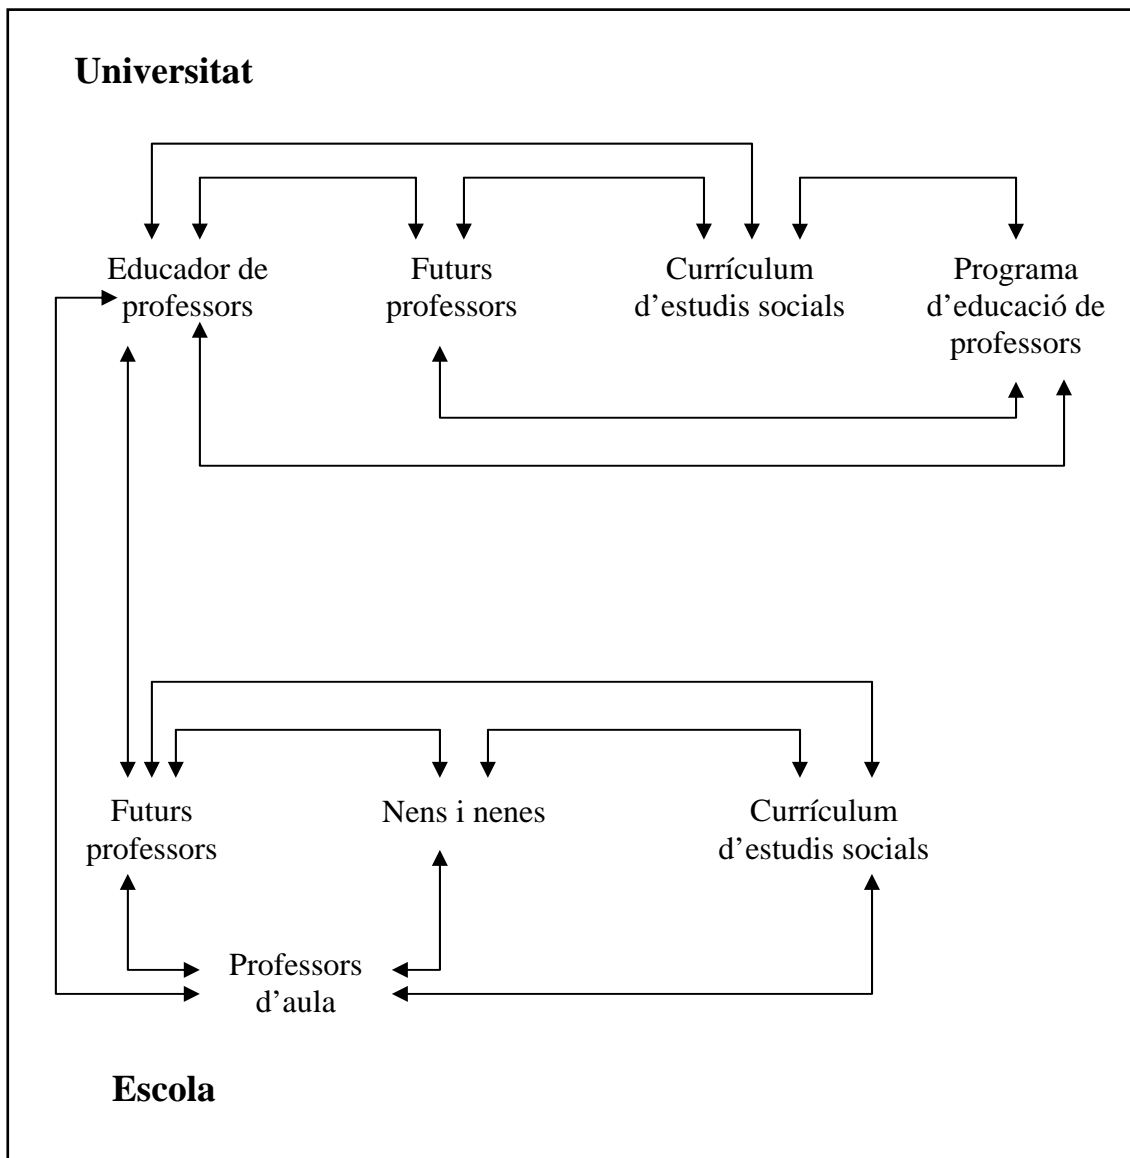 Universitat
Educador de
professors
Futurs
professors
Currículum
d’estudis socials
Programa
d’educació de
professors
Futurs
professors
Nens i nenes
Currículum
d’estudis socials
Professors
d’aula
Escola